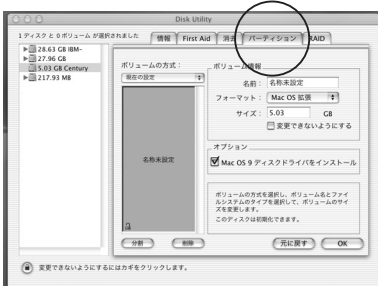 Disk Utility
1 ディスク と 0 ボリューム が選択されました
情報 First Aid 消去 パーティション RAID
28.63 GB IBM-
27.96 GB
5.03 GB Century
217.93 MB
ボリュームの方式：
現在の設定
名称未設定
ボリューム情報
名前： 名称未設定
フォーマット： Mac OS 拡張
サイズ： 5.03 GB
変更できないようにする
オプション
Mac OS 9 ディスクドライバをインストール
ボリュームの方式を選択し、ボリューム名とファイ
ルシステムのタイプを選択して、ボリュームのサイ
ズを変更します。
このディスクは初期化できます。
分割 削除 元に戻す OK
変更できないようにするにはカギをクリックします。